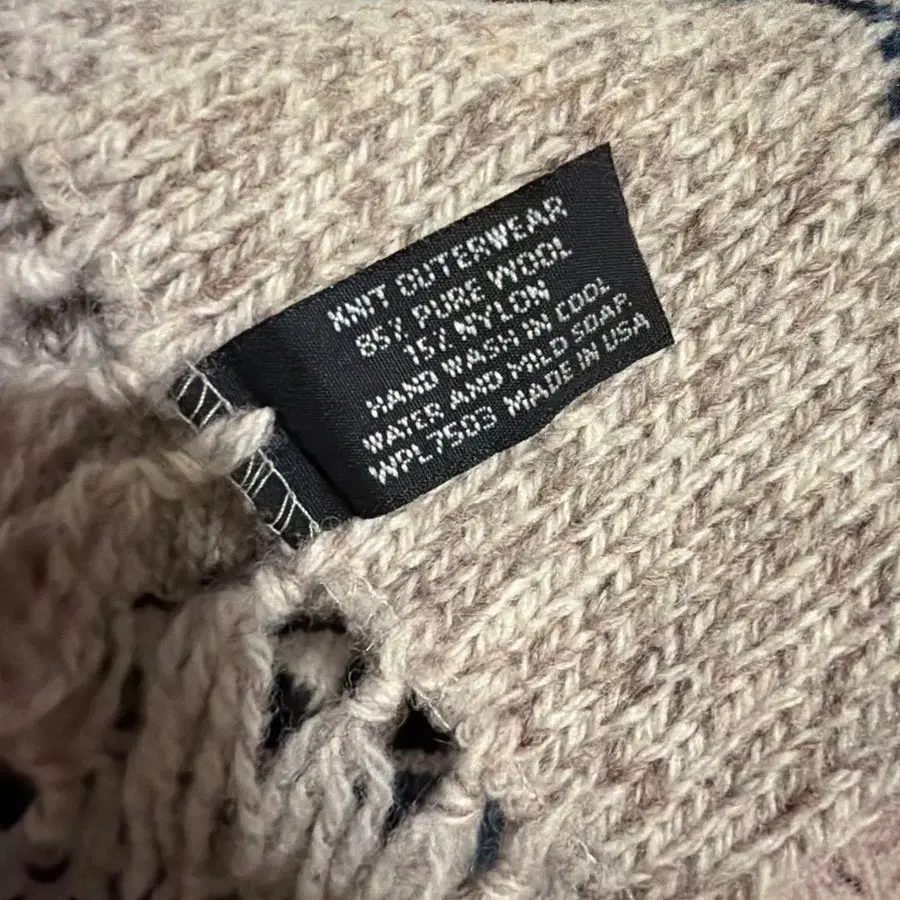 KNIT OUTERWEAR
85% PURE WOOL
15% NYLON
HAND WASH IN COOL
WATER AND MILD SOAP.
WPL7503 MADE IN USA